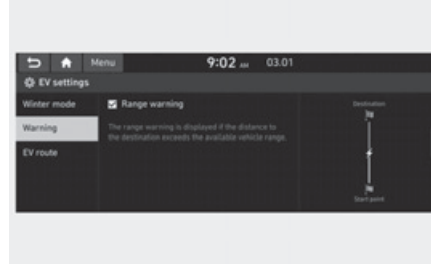 Menu
9:02 AM 03.01
EV settings
Winter mode
Range warning
Destination
Warning
The range warning is displayed if the distance to
the destination exceeds the available vehicle range.
EV route
Start point